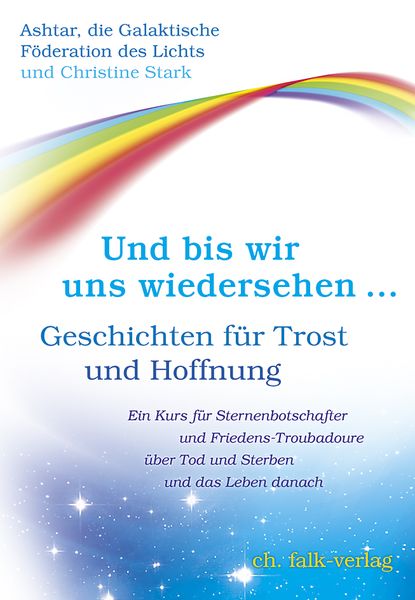 Ashtar, die Galaktische
Föderation des Lichts
und Christine Stark
Und bis wir
uns wiedersehen ...
Geschichten für Trost
und Hoffnung
Ein Kurs für Sternenbotschafter
und Friedens-Troubadoure
über Tod und Sterben
und das Leben danach
ch. falk-verlag